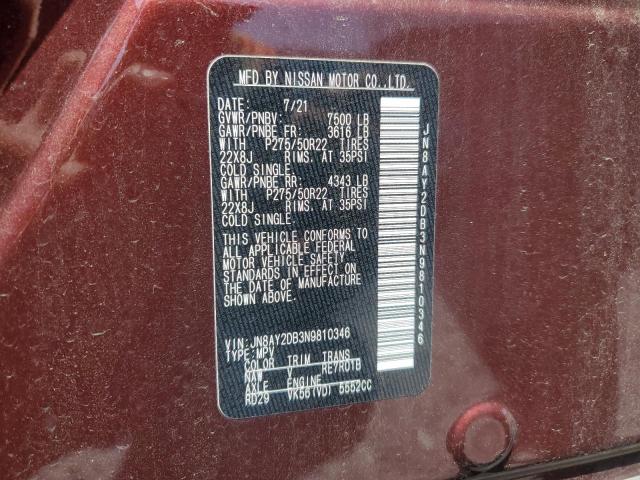 MFD BY NISSAN MOTOR CO.,LTD.
DATE: 7/21
GVWR/PNBV: 7500 LB
GAWR/PNBE FR: 3616 LB
WITH P275/50R22 TIRES
22X8J RIMS, AT 35PSI
COLD SINGLE.
GAWR/PNBE RR: 4343 LB
WITH P275/50R22 TIRES
22X8J RIMS, AT 35PSI
COLD SINGLE.
THIS VEHICLE CONFORMS TO
ALL APPLICABLE FEDERAL
MOTOR VEHICLE SAFETY
STANDARDS IN EFFECT ON
THE DATE OF MANUFACTURE
SHOWN ABOVE.
VIN: JN8AY2DB3N9810346
TYPE: MPV
COLOR TRIM TRANS
NAW Y RE7R01B
AXLE ENGINE
RD29 VK56(VD) 5552CC
JN8AY2DB3N9810346